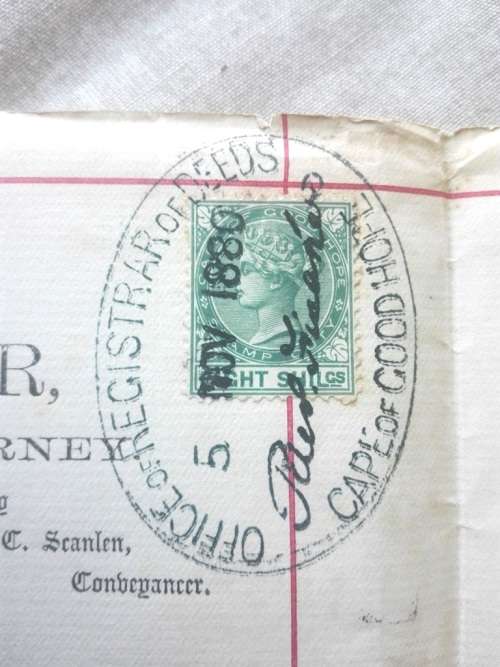 OFFICE OF REGISTRAR OF DEEDS
CAPE OF GOOD HOPE
GOOD HOPE
STAMP DUTY
EIGHT SHILGS
5 NOV 1880
R,
RNEY
C. Scanlen,
Conveyancer.